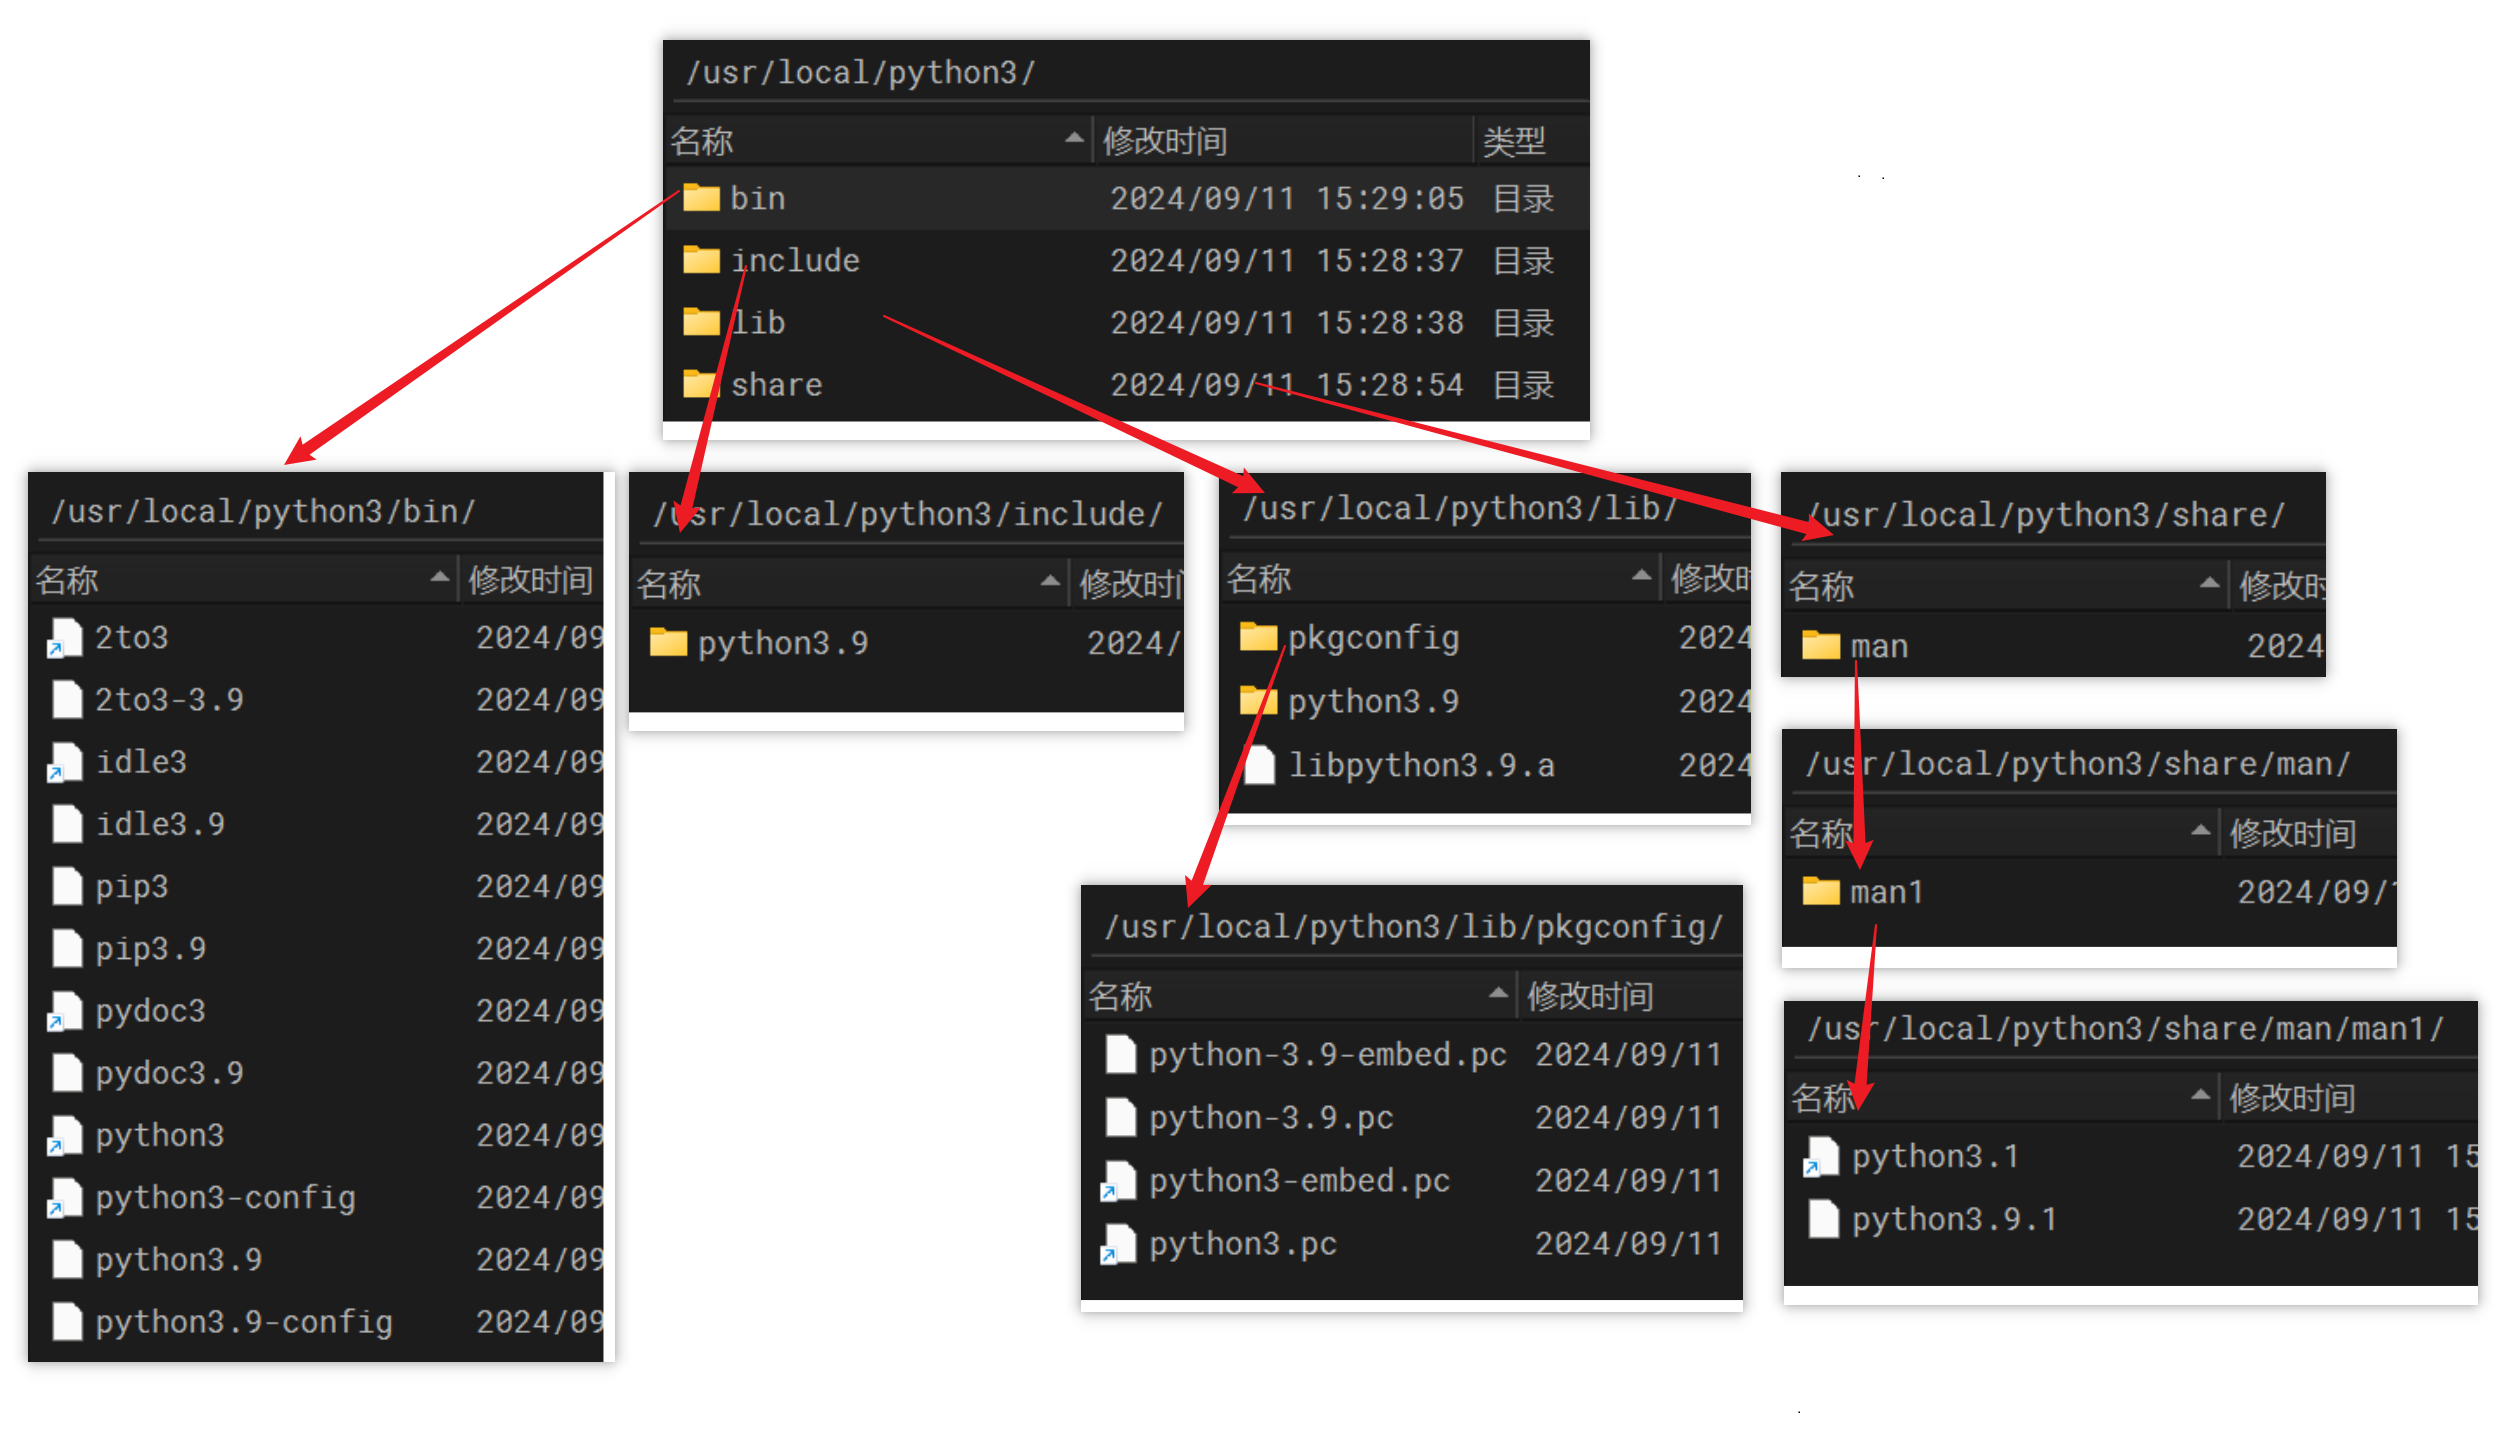 /usr/local/python3/
名称 修改时间 类型
bin 2024/09/11 15:29:05 目录
include 2024/09/11 15:28:37 目录
lib 2024/09/11 15:28:38 目录
share 2024/09/11 15:28:54 目录
/usr/local/python3/bin/
名称 修改时间
2to3 2024/09
2to3-3.9 2024/09
idle3 2024/09
idle3.9 2024/09
pip3 2024/09
pip3.9 2024/09
pydoc3 2024/09
pydoc3.9 2024/09
python3 2024/09
python3-config 2024/09
python3.9 2024/09
python3.9-config 2024/09
/usr/local/python3/include/
名称 修改时间
python3.9 2024/
/usr/local/python3/lib/
名称 修改时
pkgconfig 2024
python3.9 2024
libpython3.9.a 2024
/usr/local/python3/lib/pkgconfig/
名称 修改时间
python-3.9-embed.pc 2024/09/11
python-3.9.pc 2024/09/11
python3-embed.pc 2024/09/11
python3.pc 2024/09/11
/usr/local/python3/share/
名称 修改时
man 2024
/usr/local/python3/share/man/
名称 修改时间
man1 2024/09/
/usr/local/python3/share/man/man1/
名称 修改时间
python3.1 2024/09/11 15
python3.9.1 2024/09/11 15